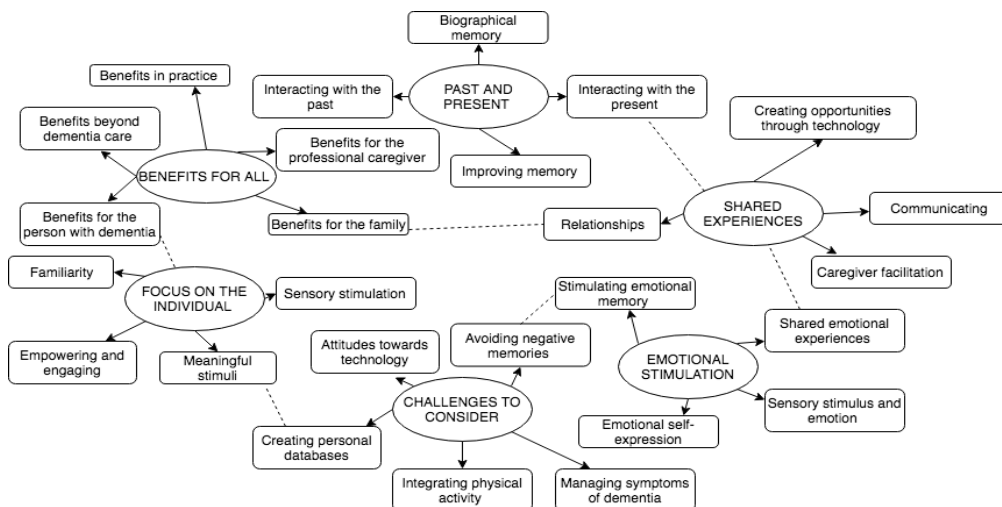 Biographical
memory
Benefits in practice
Interacting with the
past
PAST AND
PRESENT
Interacting with the
present
Creating opportunities
through technology
Benefits beyond
dementia care
Benefits for the
professional caregiver
Improving memory
BENEFITS FOR ALL
SHARED
EXPERIENCES
Communicating
Benefits for the
person with dementia
Benefits for the family
Relationships
Caregiver facilitation
Familiarity
FOCUS ON THE
INDIVIDUAL
Sensory stimulation
Stimulating emotional
memory
Shared emotional
experiences
Attitudes towards
technology
Avoiding negative
memories
Empowering and
engaging
Meaningful
stimuli
EMOTIONAL
STIMULATION
CHALLENGES TO
CONSIDER
Sensory stimulus and
emotion
Emotional self-
expression
Creating personal
databases
Integrating physical
activity
Managing symptoms
of dementia